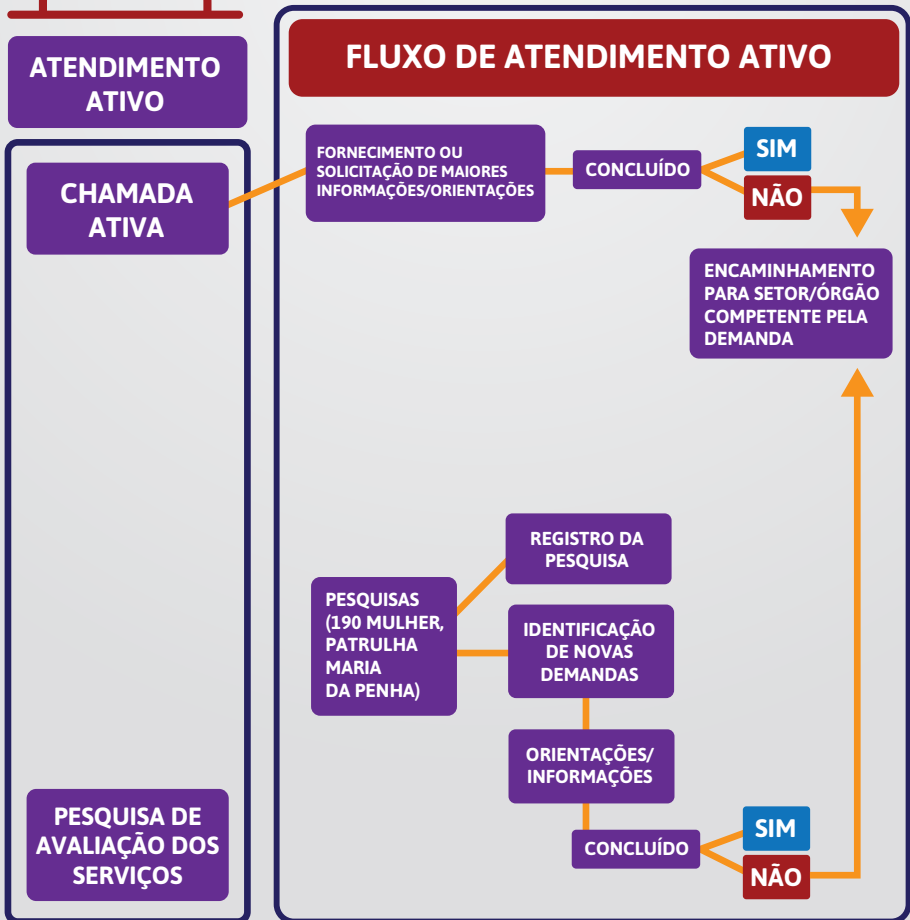 ATENDIMENTO
ATIVO
CHAMADA
ATIVA
PESQUISA DE
AVALIAÇÃO DOS
SERVIÇOS
FLUXO DE ATENDIMENTO ATIVO
FORNECIMENTO OU
SOLICITAÇÃO DE MAIORES
INFORMAÇÕES/ORIENTAÇÕES
CONCLUÍDO
SIM
NÃO
ENCAMINHAMENTO
PARA SETOR/ÓRGÃO
COMPETENTE PELA
DEMANDA
PESQUISAS
(190 MULHER,
PATRULHA
MARIA
DA PENHA)
REGISTRO DA
PESQUISA
IDENTIFICAÇÃO
DE NOVAS
DEMANDAS
ORIENTAÇÕES/
INFORMAÇÕES
CONCLUÍDO
SIM
NÃO